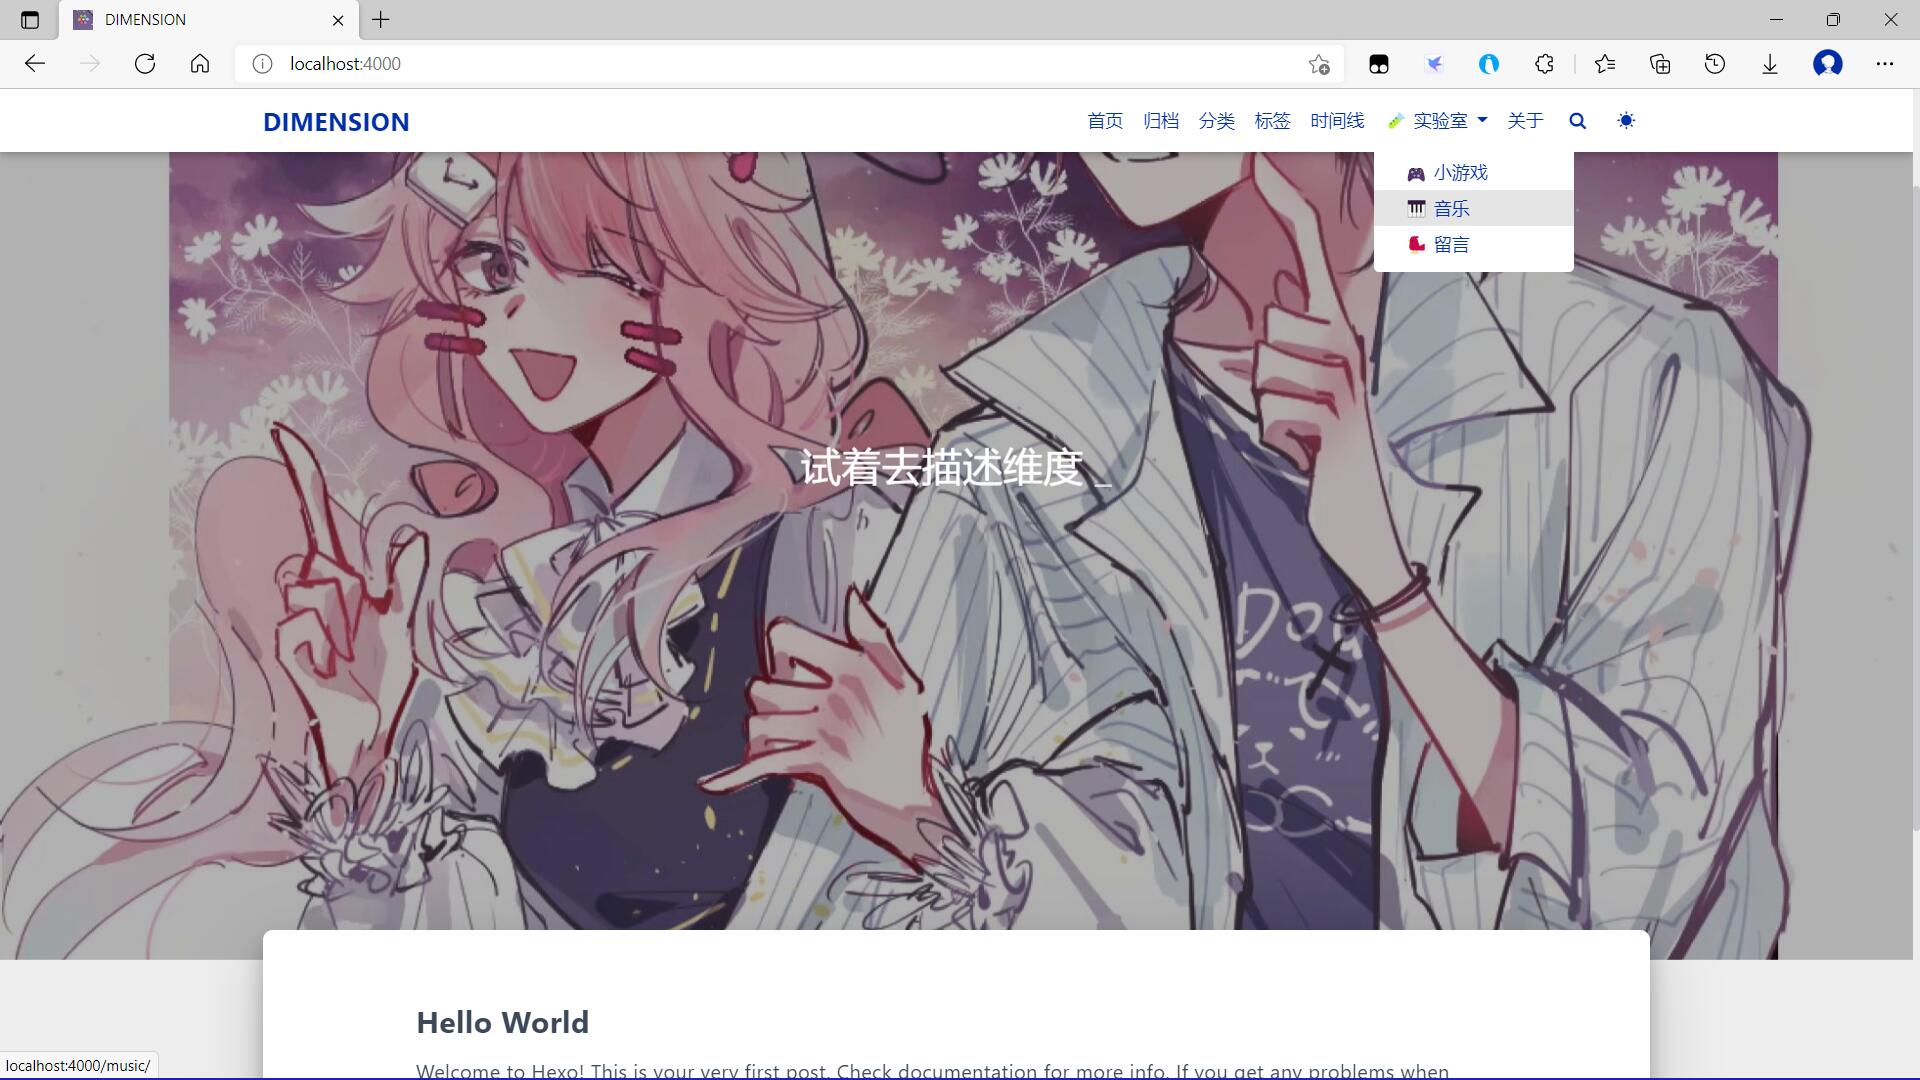 DIMENSION
localhost:4000
DIMENSION
首页 归档 分类 标签 时间线 实验室 关于
小游戏
音乐
留言
试着去描述维度 _
Hello World
Welcome to Hexo! This is your very first post. Check documentation for more info. If you get any problems when
localhost:4000/music/